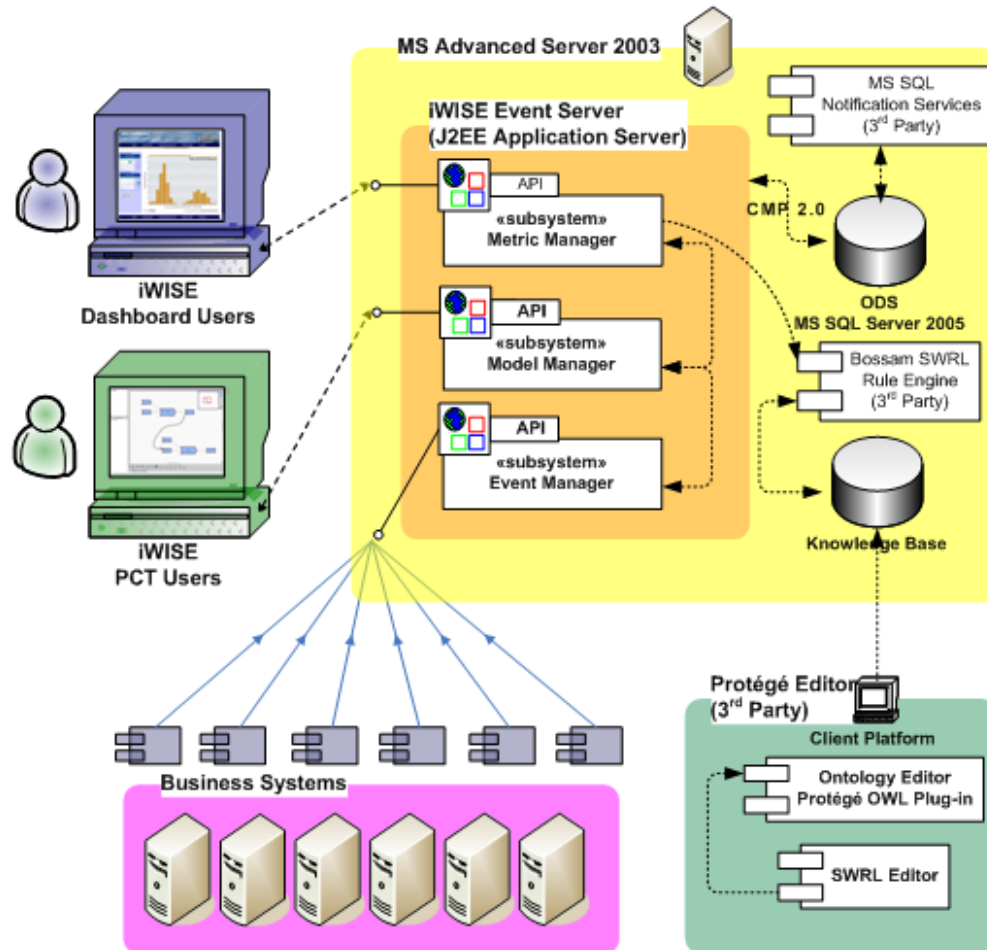 MS Advanced Server 2003
MS SQL
Notification Services
(3rd Party)
iWISE Event Server
(J2EE Application Server)
API
«subsystem»
Metric Manager
CMP 2.0
iWISE
Dashboard Users
ODS
MS SQL Server 2005
API
«subsystem»
Model Manager
Bossam SWRL
Rule Engine
(3rd Party)
API
«subsystem»
Event Manager
Knowledge Base
iWISE
PCT Users
Protégé Editor
(3rd Party)
Client Platform
Business Systems
Ontology Editor
Protégé OWL Plug-in
SWRL Editor